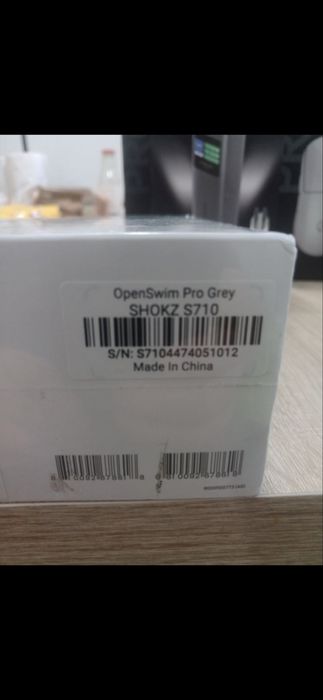 OpenSwim Pro Grey
SHOKZ S710
S/N: S7104474051012
Made In China